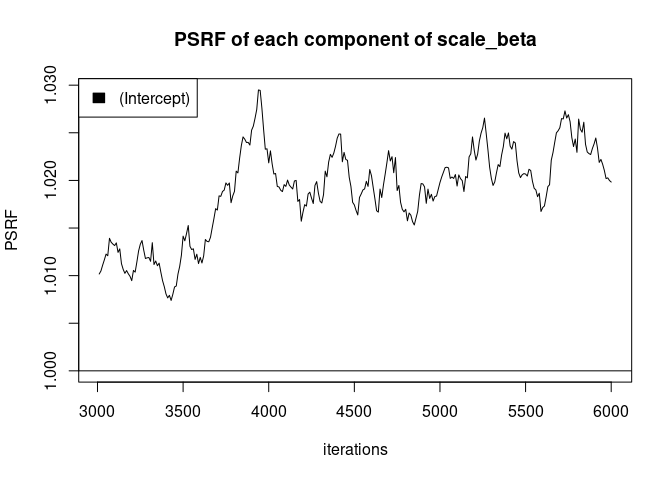 PSRF of each component of scale_beta
(Intercept)
1.030
1.020
1.010
1.000
PSRF
3000 3500 4000 4500 5000 5500 6000
iterations